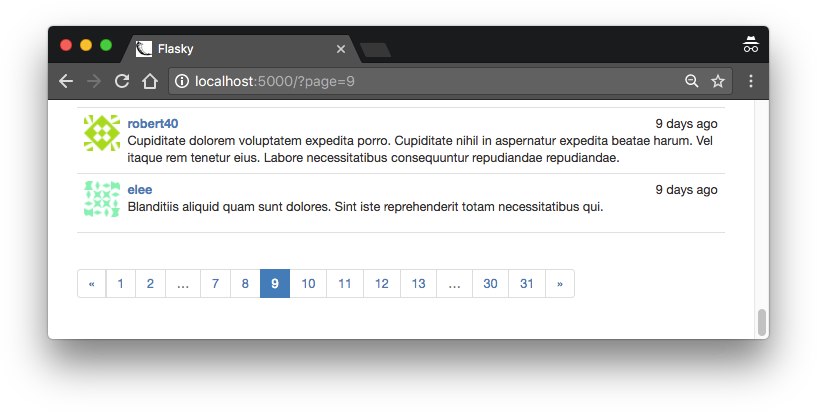 Flasky
localhost:5000/?page=9
robert40 9 days ago
Cupiditate dolorem voluptatem expedita porro. Cupiditate nihil in aspernatur expedita beatae harum. Vel
itaque rem tenetur eius. Labore necessitatibus consequuntur repudiandae repudiandae.
elee 9 days ago
Blanditiis aliquid quam sunt dolores. Sint iste reprehenderit totam necessitatibus qui.
« 1 2 … 7 8 9 10 11 12 13 … 30 31 »